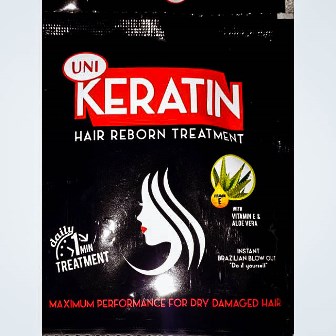 UNI
KERATIN
HAIR REBORN TREATMENT
VITAMIN
E
WITH
VITAMIN E &
ALOE VERA
daily
1 MIN
TREATMENT
INSTANT
BRAZILIAN BLOW OUT
"Do it yourself"
MAXIMUM PERFORMANCE FOR DRY DAMAGED HAIR